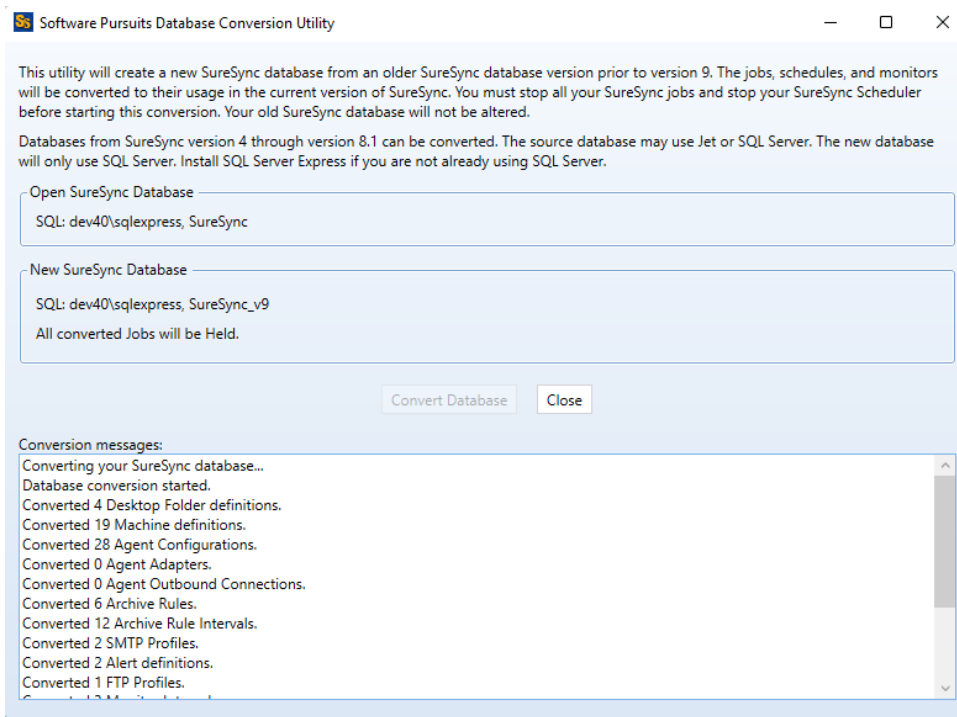 Software Pursuits Database Conversion Utility
This utility will create a new SureSync database from an older SureSync database version prior to version 9. The jobs, schedules, and monitors
will be converted to their usage in the current version of SureSync. You must stop all your SureSync jobs and stop your SureSync Scheduler
before starting this conversion. Your old SureSync database will not be altered.
Databases from SureSync version 4 through version 8.1 can be converted. The source database may use Jet or SQL Server. The new database
will only use SQL Server. Install SQL Server Express if you are not already using SQL Server.
Open SureSync Database
SQL: dev40\sqlexpress, SureSync
New SureSync Database
SQL: dev40\sqlexpress, SureSync_v9
All converted Jobs will be Held.
Convert Database Close
Conversion messages:
Converting your SureSync database...
Database conversion started.
Converted 4 Desktop Folder definitions.
Converted 19 Machine definitions.
Converted 28 Agent Configurations.
Converted 0 Agent Adapters.
Converted 0 Agent Outbound Connections.
Converted 6 Archive Rules.
Converted 12 Archive Rule Intervals.
Converted 2 SMTP Profiles.
Converted 2 Alert definitions.
Converted 1 FTP Profiles.